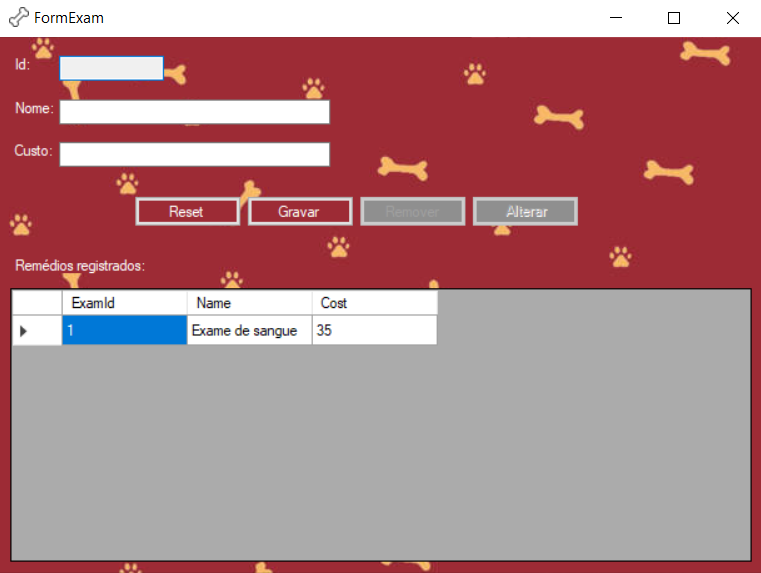 FormExam
Id:
Nome:
Custo:
Reset Gravar Remover Alterar
Remédios registrados:
ExamId Name Cost
1 Exame de sangue 35